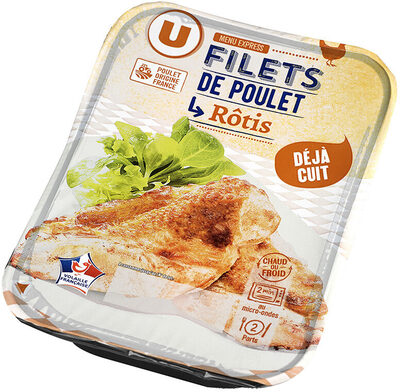 U
MENU EXPRESS
FILETS
DE POULET
Rôtis
POULET
ORIGINE
FRANCE
DÉJÀ
CUIT
VOLAILLE
FRANÇAISE
CHAUD
OU
FROID
2 min
au
micro-ondes
2
Parts